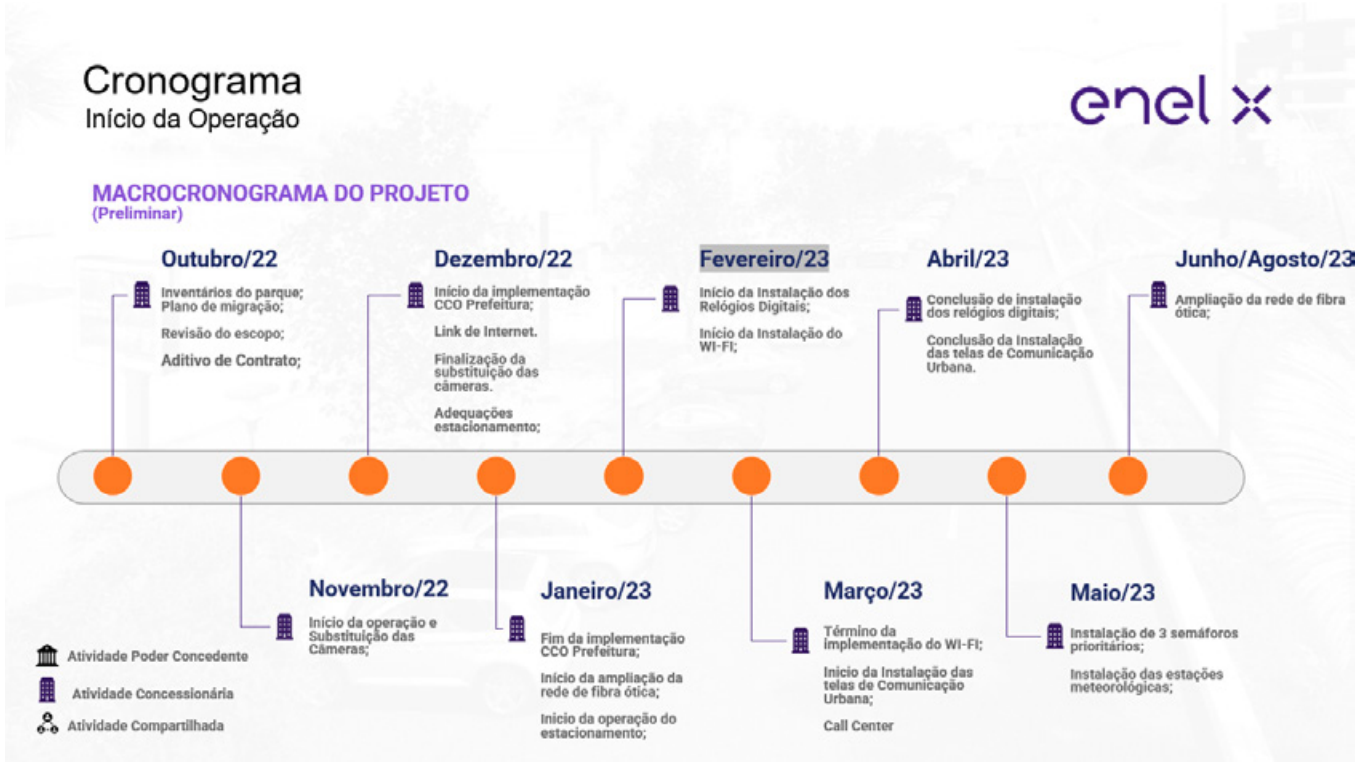 Cronograma
Início da Operação
enel x
MACROCRONOGRAMA DO PROJETO
(Preliminar)
Outubro/22
Inventários do parque;
Plano de migração;
Revisão do escopo;
Aditivo de Contrato;
Dezembro/22
Início da implementação
CCO Prefeitura;
Link de Internet.
Finalização da
substituição das
câmeras.
Adequações
estacionamento;
Fevereiro/23
Início da Instalação dos
Relógios Digitais;
Início da Instalação do
WI-FI;
Abril/23
Conclusão de instalação
dos relógios digitais;
Conclusão da Instalação
das telas de Comunicação
Urbana.
Junho/Agosto/23
Ampliação da rede de fibra
ótica;
Novembro/22
Início da operação e
Substituição das
Câmeras;
Janeiro/23
Fim da implementação
CCO Prefeitura;
Início da ampliação da
rede de fibra ótica;
Inicio da operação do
estacionamento;
Março/23
Término da
implementação do WI-FI;
Inicio da Instalação das
telas de Comunicação
Urbana;
Call Center
Maio/23
Instalação de 3 semáforos
prioritários;
Instalação das estações
meteorológicas;
Atividade Poder Concedente
Atividade Concessionária
Atividade Compartilhada